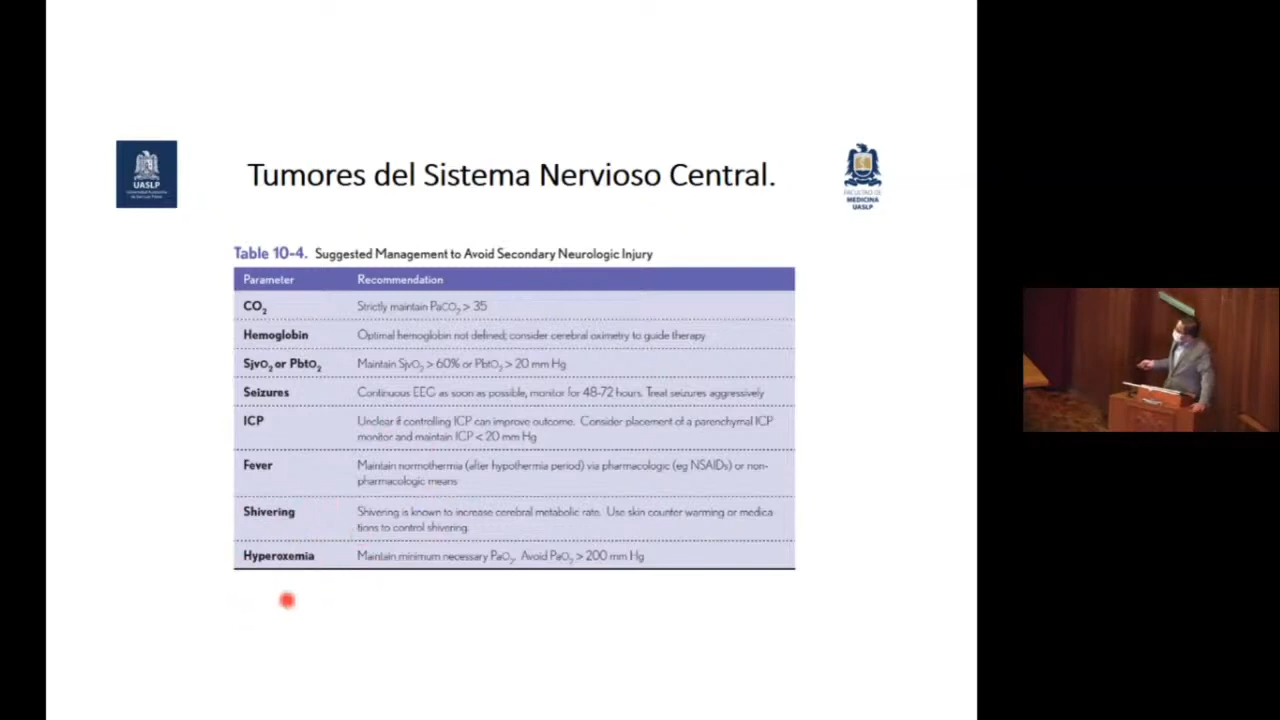 UASLP
Tumores del Sistema Nervioso Central.
FACULTAD DE
MEDICINA
UASLP
Table 10-4. Suggested Management to Avoid Secondary Neurologic Injury
Parameter Recommendation
CO₂ Strictly maintain PaCO₂ > 35
Hemoglobin Optimal hemoglobin not defined; consider cerebral oximetry to guide therapy
SjvO₂ or PbtO₂ Maintain SjvO₂ > 60% or PbtO₂ > 20 mm Hg
Seizures Continuous EEG as soon as possible, monitor for 48-72 hours. Treat seizures aggressively
ICP Unclear if controlling ICP can improve outcome. Consider placement of a parenchymal ICP
monitor and maintain ICP < 20 mm Hg
Fever Maintain normothermia (after hypothermia period) via pharmacologic (eg NSAIDs) or non-
pharmacologic means
Shivering Shivering is known to increase cerebral metabolic rate. Use skin counter warming or medica
tions to control shivering.
Hyperoxemia Maintain minimum necessary PaO₂. Avoid PaO₂ > 200 mm Hg